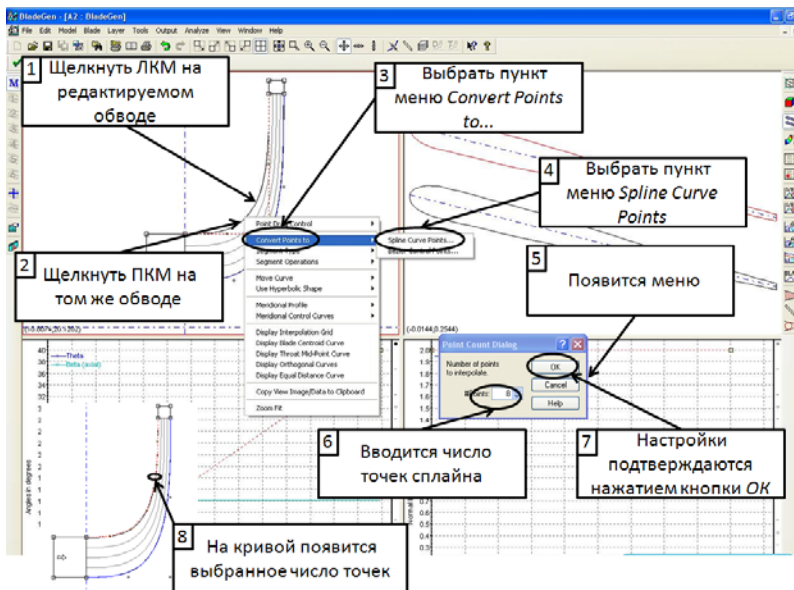 BladeGen - [A2 : BladeGen]
File Edit Model Blade Layer Tools Output Analyze View Window Help
1
Щелкнуть ЛКМ на
редактируемом
обводе
3
Выбрать пункт
меню Convert Points
to...
4
Выбрать пункт
меню Spline Curve
Points
2
Щелкнуть ПКМ на
том же обводе
Convert Points to
Spline Curve Points...
Segment Operations
Move Curve
Use Hyperbolic Shape
Meridional Profile
Meridional Control Curves
Display Interpolation Grid
Display Blade Centroid Curve
Display Throat Mid-Point Curve
Display Orthogonal Curves
Display Equal Distance Curve
Copy View Image/Data to Clipboard
Zoom Fit
5
Появится меню
(-0.0144,0.2544)
Point Count Dialog
Number of points
to interpolate.
OK
Cancel
Help
8
6
Вводится число
точек сплайна
7
Настройки
подтверждаются
нажатием кнопки OK
Theta
Beta (axial)
Angles in degrees
8
На кривой появится
выбранное число точек